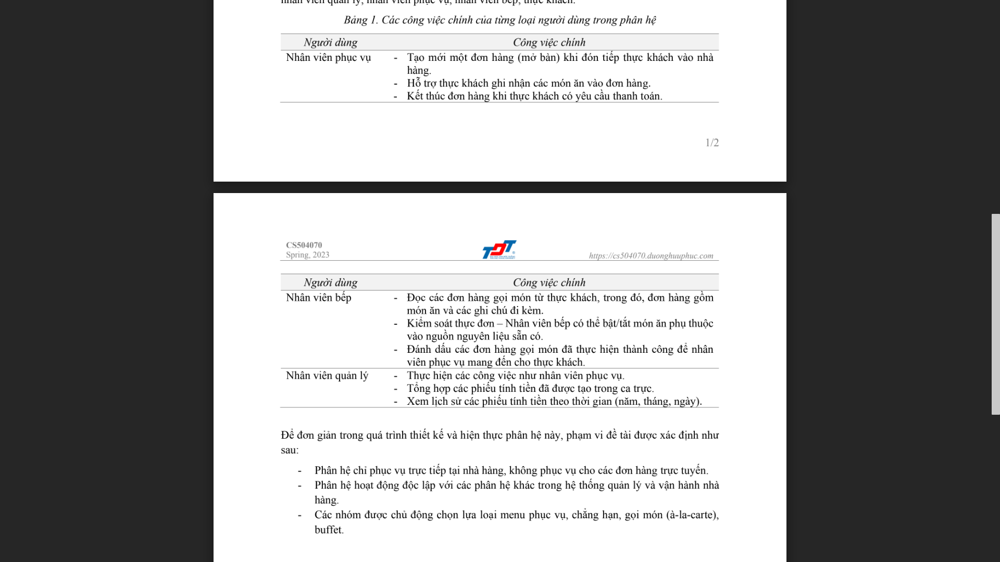 nhân viên quản lý, nhân viên phục vụ, nhân viên bếp, thực khách.
Bảng 1. Các công việc chính của từng loại người dùng trong phân hệ
Người dùng Công việc chính
Nhân viên phục vụ - Tạo mới một đơn hàng (mở bàn) khi đón tiếp thực khách vào nhà
hàng.
- Hỗ trợ thực khách ghi nhận các món ăn vào đơn hàng.
- Kết thúc đơn hàng khi thực khách có yêu cầu thanh toán.
1/2
CS504070
Spring, 2023
TDT
https://cs504070.duonghuuphuc.com
Người dùng Công việc chính
Nhân viên bếp - Đọc các đơn hàng gọi món từ thực khách, trong đó, đơn hàng gồm
món ăn và các ghi chú đi kèm.
- Kiểm soát thực đơn – Nhân viên bếp có thể bật/tắt món ăn phụ thuộc
vào nguồn nguyên liệu sẵn có.
- Đánh dấu các đơn hàng gọi món đã thực hiện thành công để nhân
viên phục vụ mang đến cho thực khách.
Nhân viên quản lý - Thực hiện các công việc như nhân viên phục vụ.
- Tổng hợp các phiếu tính tiền đã được tạo trong ca trực.
- Xem lịch sử các phiếu tính tiền theo thời gian (năm, tháng, ngày).
Để đơn giản trong quá trình thiết kế và hiện thực phân hệ này, phạm vi đề tài được xác định như
sau:
- Phân hệ chỉ phục vụ trực tiếp tại nhà hàng, không phục vụ cho các đơn hàng trực tuyến.
- Phân hệ hoạt động độc lập với các phân hệ khác trong hệ thống quản lý và vận hành nhà
hàng.
- Các nhóm được chủ động chọn lựa loại menu phục vụ, chẳng hạn, gọi món (à-la-carte),
buffet.